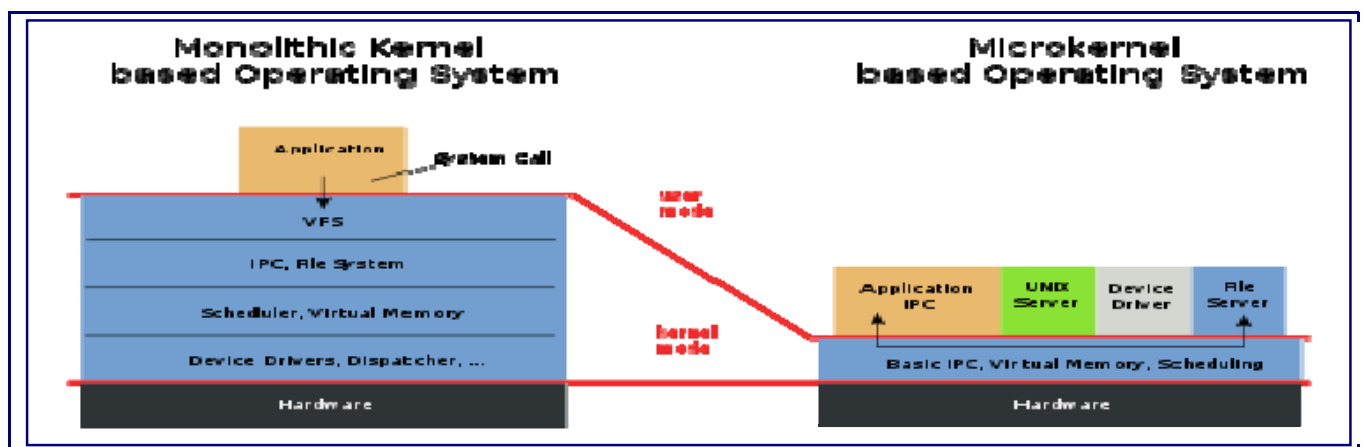 Monolithic Kernel
based Operating System
Microkernel
based Operating System
Application
System Call
user
mode
VFS
IPC, File System
Scheduler, Virtual Memory
kernel
mode
Device Drivers, Dispatcher, ...
Hardware
Application
IPC
UNIX
Server
Device
Driver
File
Server
Basic IPC, Virtual Memory, Scheduling
Hardware